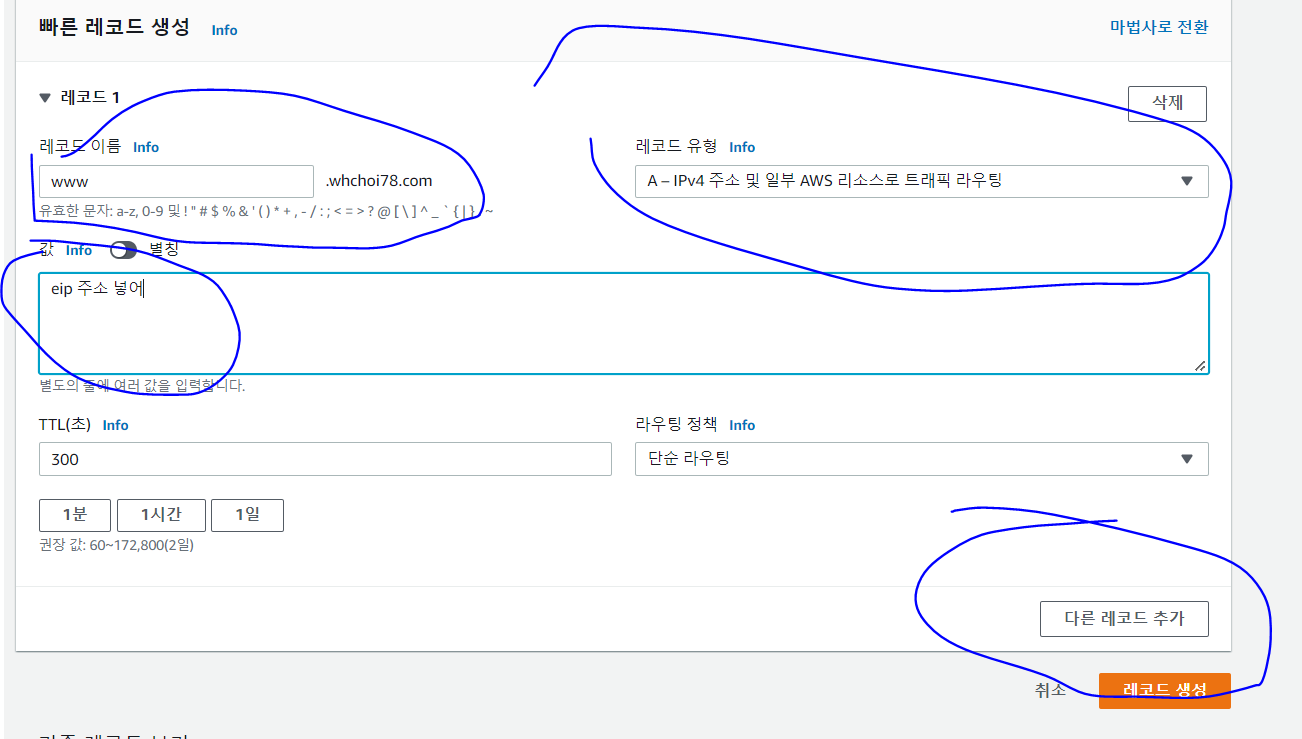 빠른 레코드 생성 Info 마법사로 전환
▼ 레코드 1 삭제
레코드 이름 Info 레코드 유형 Info
www .whchoi78.com A – IPv4 주소 및 일부 AWS 리소스로 트래픽 라우팅
유효한 문자: a-z, 0-9 및 ! " # $ % & ' ( ) * + , - / : ; < = > ? @ [ \ ] ^ _ ` { | } . ~
값 Info 별칭
eip 주소 넣어
별도의 줄에 여러 값을 입력합니다.
TTL(초) Info 라우팅 정책 Info
300 단순 라우팅
1분 1시간 1일
권장 값: 60~172,800(2일)
다른 레코드 추가
취소 레코드 생성